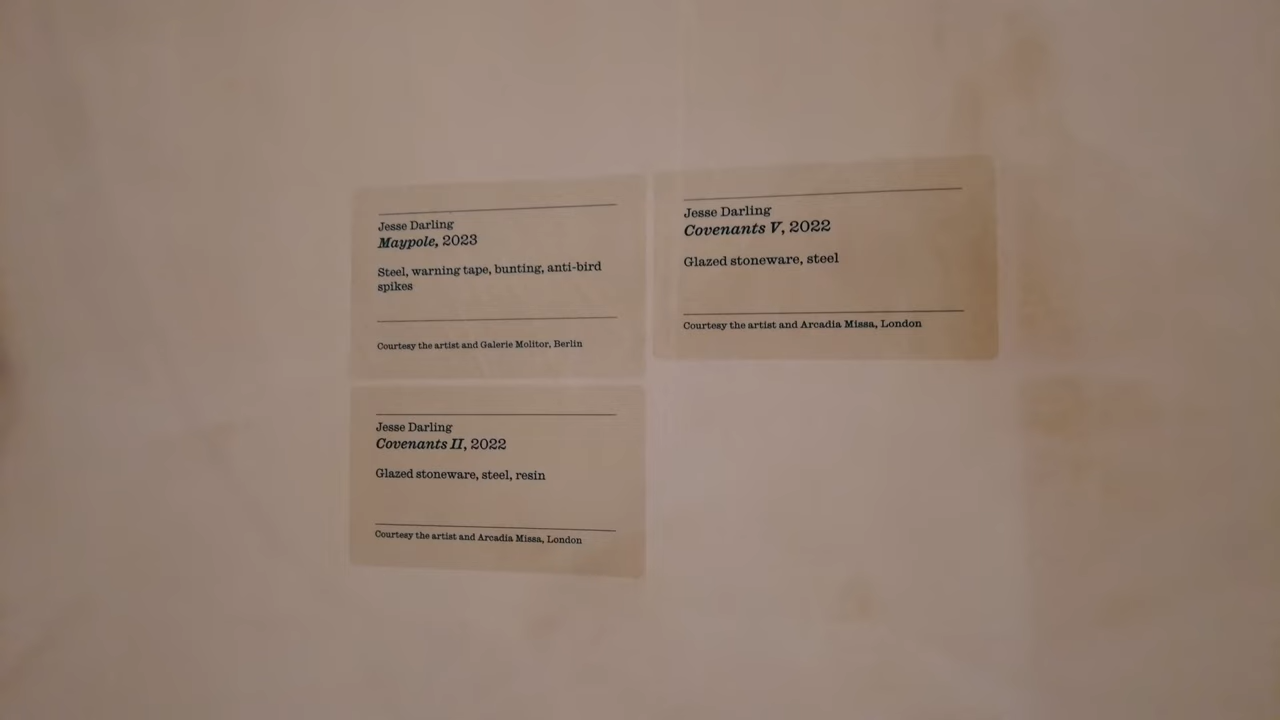 Jesse Darling
Maypole, 2023
Steel, warning tape, bunting, anti-bird
spikes
Courtesy the artist and Galerie Molitor, Berlin
Jesse Darling
Covenants V, 2022
Glazed stoneware, steel
Courtesy the artist and Arcadia Missa, London
Jesse Darling
Covenants II, 2022
Glazed stoneware, steel, resin
Courtesy the artist and Arcadia Missa, London